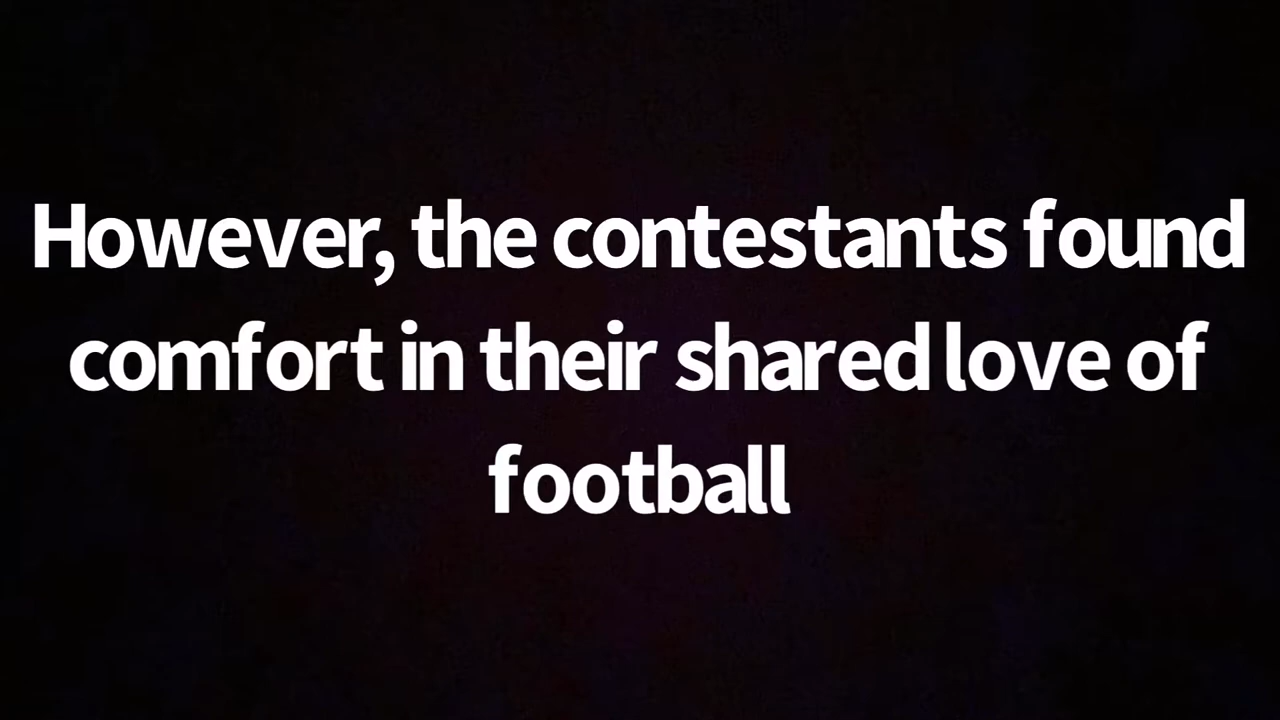 However, the contestants found
comfort in their shared love of
football